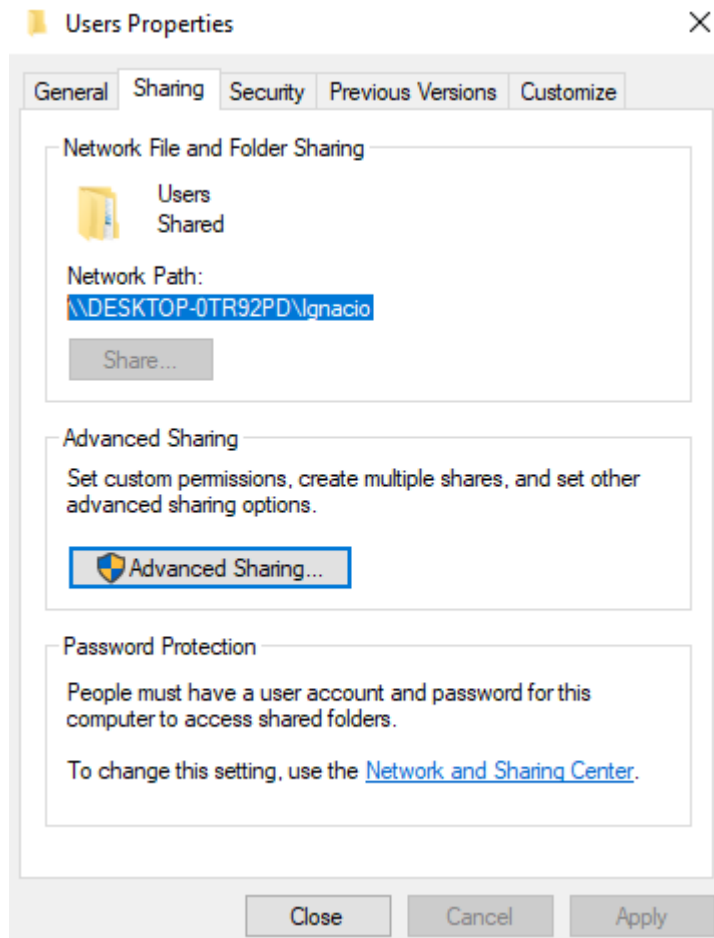 Users Properties
General Sharing Security Previous Versions Customize
Network File and Folder Sharing
Users
Shared
Network Path:
\\DESKTOP-0TR92PD\Ignacio
Share...
Advanced Sharing
Set custom permissions, create multiple shares, and set other
advanced sharing options.
Advanced Sharing...
Password Protection
People must have a user account and password for this
computer to access shared folders.
To change this setting, use the Network and Sharing Center.
Close Cancel Apply